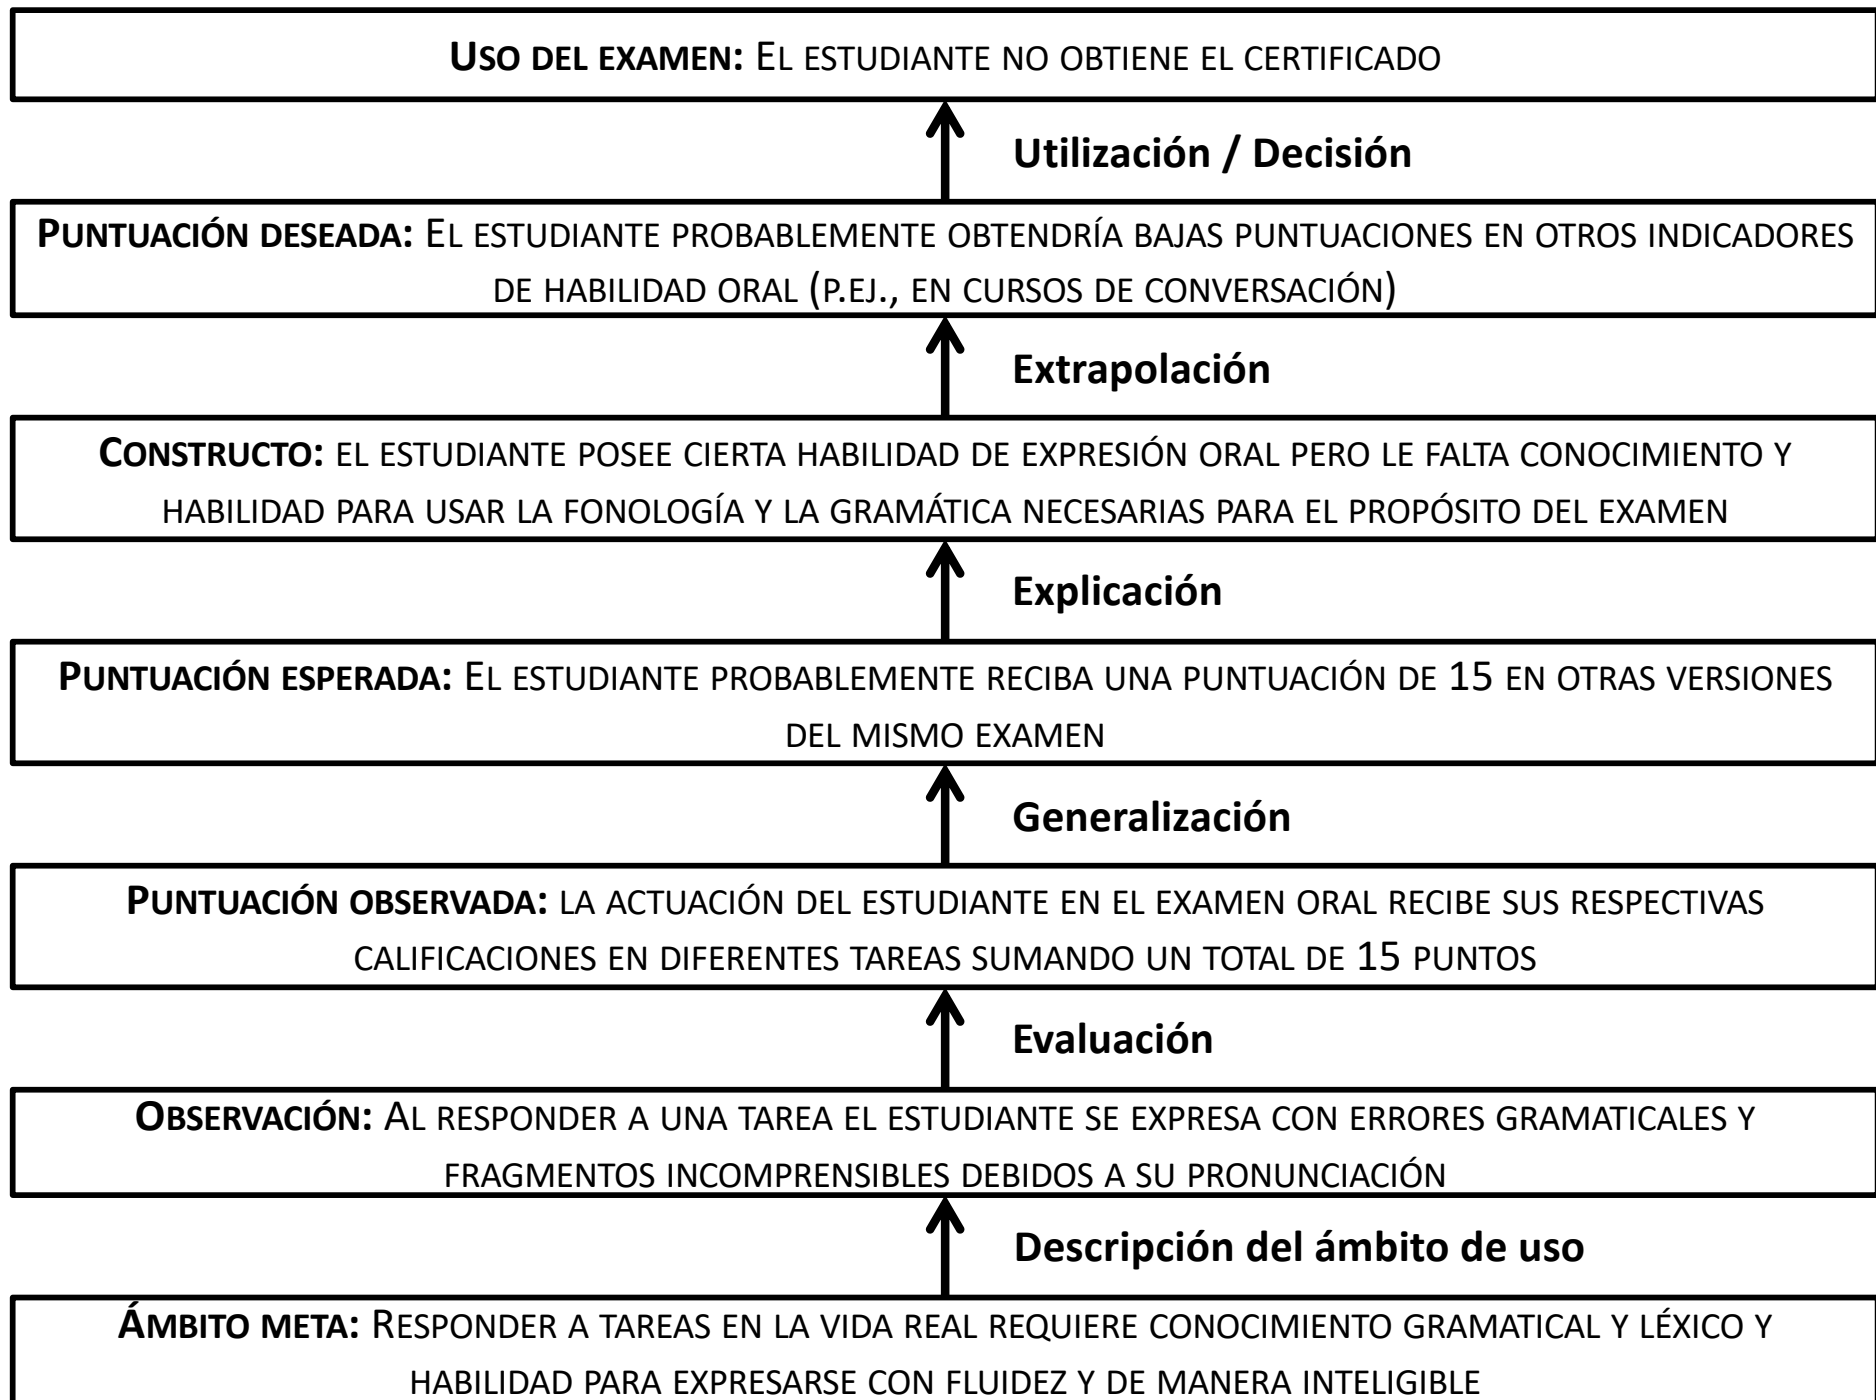 USO DEL EXAMEN: EL ESTUDIANTE NO OBTIENE EL CERTIFICADO
Utilización / Decisión
PUNTUACIÓN DESEADA: EL ESTUDIANTE PROBABLEMENTE OBTENDRÍA BAJAS PUNTUACIONES EN OTROS INDICADORES
DE HABILIDAD ORAL (P.EJ., EN CURSOS DE CONVERSACIÓN)
Extrapolación
CONSTRUCTO: EL ESTUDIANTE POSEE CIERTA HABILIDAD DE EXPRESIÓN ORAL PERO LE FALTA CONOCIMIENTO Y
HABILIDAD PARA USAR LA FONOLOGÍA Y LA GRAMÁTICA NECESARIAS PARA EL PROPÓSITO DEL EXAMEN
Explicación
PUNTUACIÓN ESPERADA: EL ESTUDIANTE PROBABLEMENTE RECIBA UNA PUNTUACIÓN DE 15 EN OTRAS VERSIONES
DEL MISMO EXAMEN
Generalización
PUNTUACIÓN OBSERVADA: LA ACTUACIÓN DEL ESTUDIANTE EN EL EXAMEN ORAL RECIBE SUS RESPECTIVAS
CALIFICACIONES EN DIFERENTES TAREAS SUMANDO UN TOTAL DE 15 PUNTOS
Evaluación
OBSERVACIÓN: AL RESPONDER A UNA TAREA EL ESTUDIANTE SE EXPRESA CON ERRORES GRAMATICALES Y
FRAGMENTOS INCOMPRENSIBLES DEBIDOS A SU PRONUNCIACIÓN
Descripción del ámbito de uso
ÁMBITO META: RESPONDER A TAREAS EN LA VIDA REAL REQUIERE CONOCIMIENTO GRAMATICAL Y LÉXICO Y
HABILIDAD PARA EXPRESARSE CON FLUIDEZ Y DE MANERA INTELIGIBLE